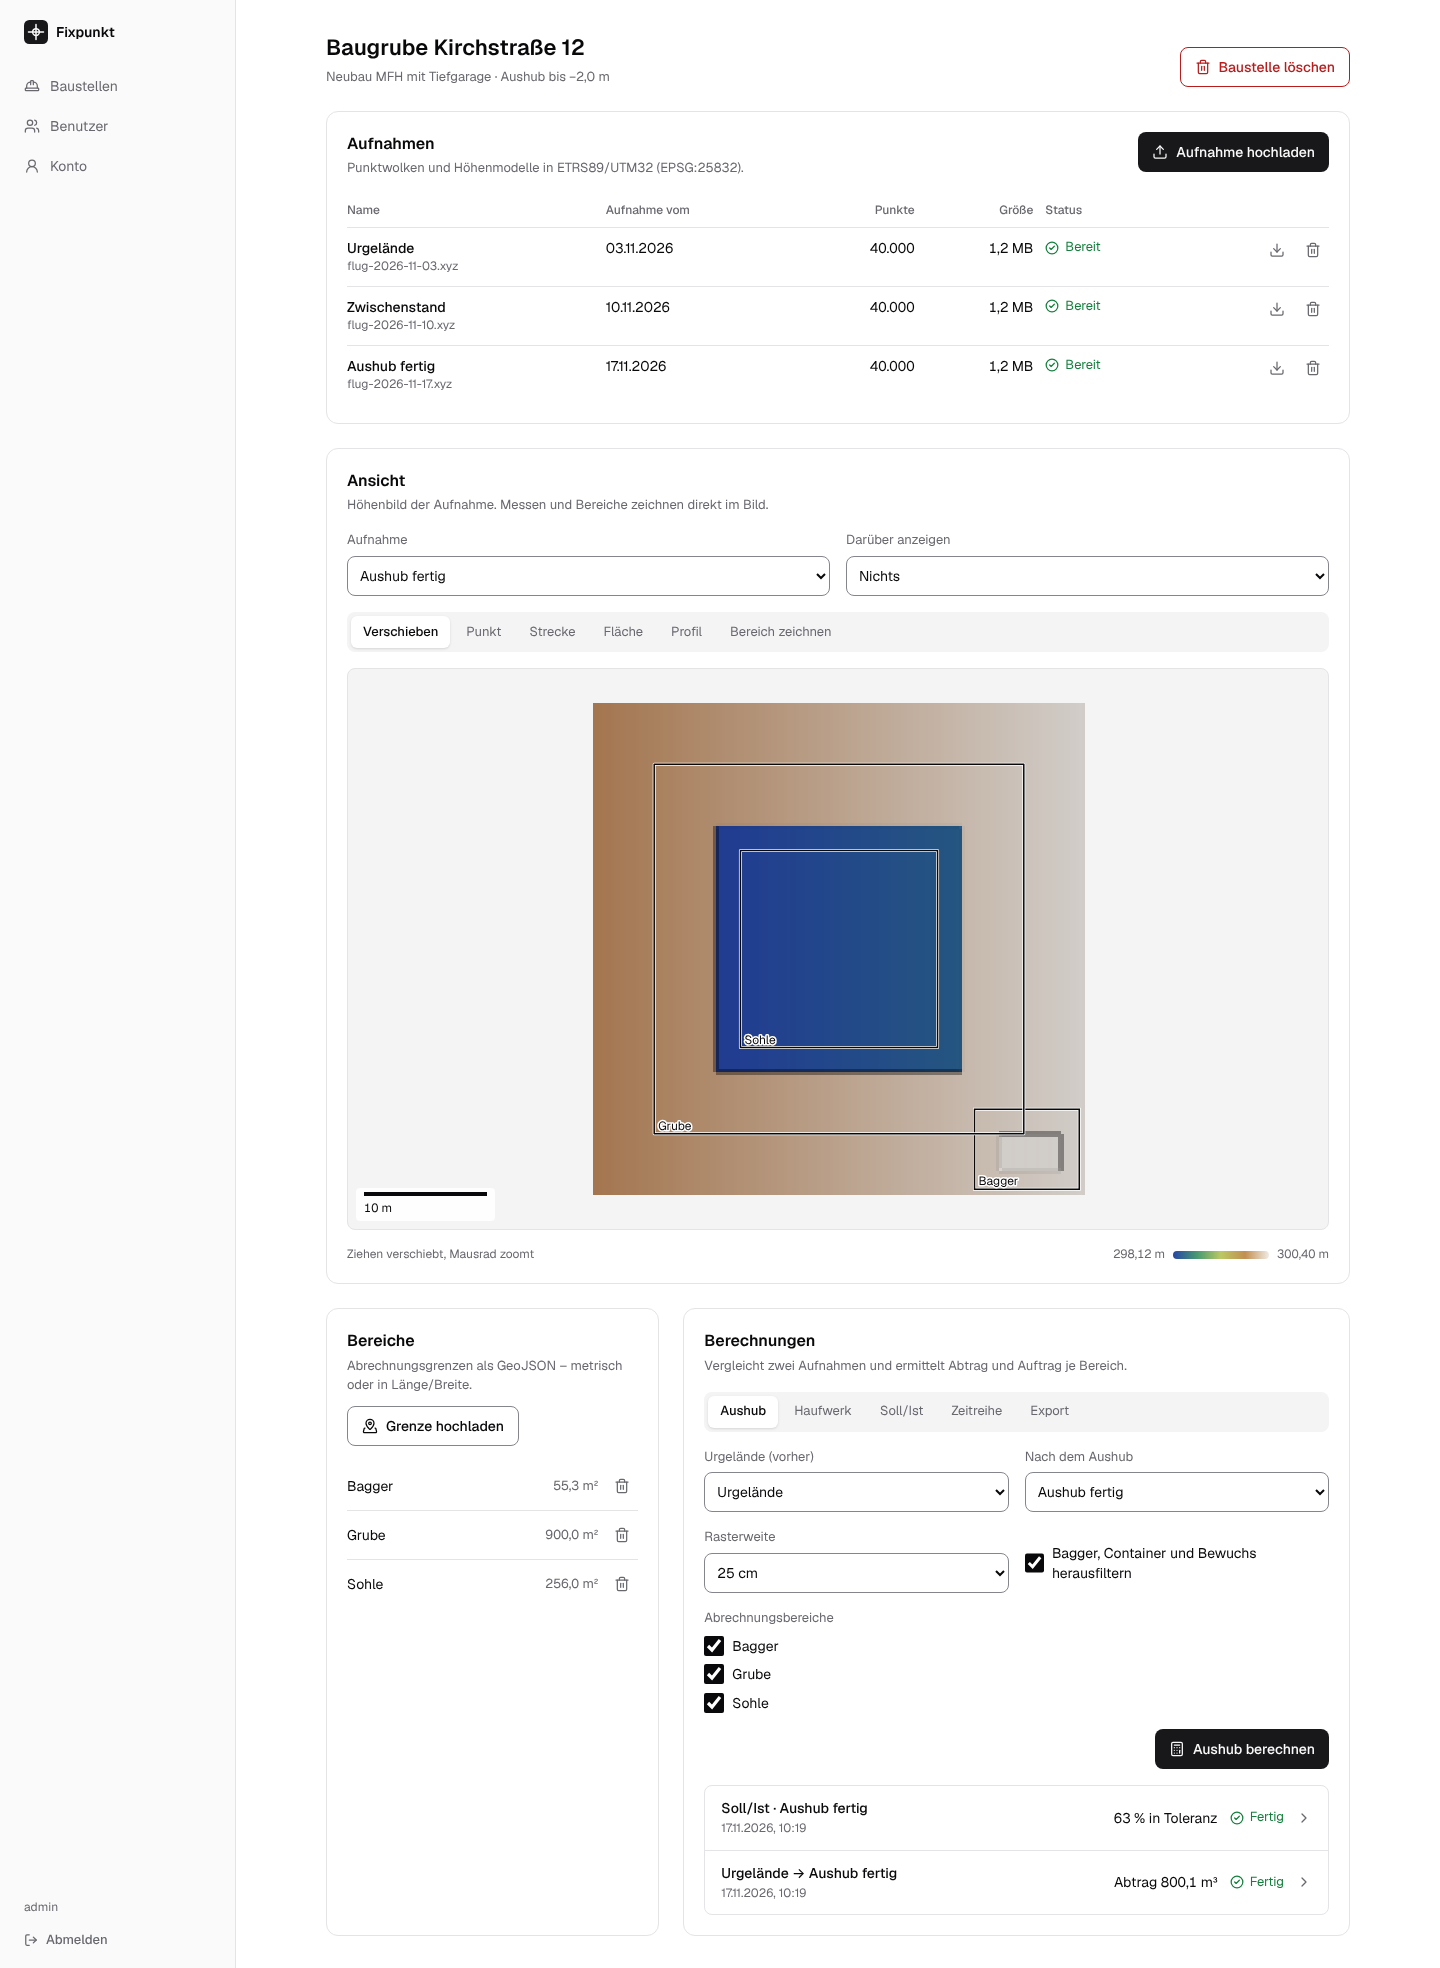 Fixpunkt
Baustellen
Benutzer
Konto
admin
Abmelden
Baugrube Kirchstraße 12
Neubau MFH mit Tiefgarage · Aushub bis −2,0 m
Baustelle löschen
Aufnahmen
Punktwolken und Höhenmodelle in ETRS89/UTM32 (EPSG:25832).
Aufnahme hochladen
Name Aufnahme vom Punkte Größe Status
Urgelände 03.11.2026 40.000 1,2 MB Bereit
flug-2026-11-03.xyz
Zwischenstand 10.11.2026 40.000 1,2 MB Bereit
flug-2026-11-10.xyz
Aushub fertig 17.11.2026 40.000 1,2 MB Bereit
flug-2026-11-17.xyz
Ansicht
Höhenbild der Aufnahme. Messen und Bereiche zeichnen direkt im Bild.
Aufnahme Darüber anzeigen
Aushub fertig Nichts
Verschieben Punkt Strecke Fläche Profil Bereich zeichnen
Sohle
Grube
Bagger
10 m
Ziehen verschiebt, Mausrad zoomt 298,12 m 300,40 m
Bereiche
Abrechnungsgrenzen als GeoJSON – metrisch
oder in Länge/Breite.
Grenze hochladen
Bagger 55,3 m²
Grube 900,0 m²
Sohle 256,0 m²
Berechnungen
Vergleicht zwei Aufnahmen und ermittelt Abtrag und Auftrag je Bereich.
Aushub Haufwerk Soll/Ist Zeitreihe Export
Urgelände (vorher) Nach dem Aushub
Urgelände Aushub fertig
Rasterweite
25 cm
Bagger, Container und Bewuchs
herausfiltern
Abrechnungsbereiche
Bagger
Grube
Sohle
Aushub berechnen
Soll/Ist · Aushub fertig
17.11.2026, 10:19
63 % in Toleranz Fertig
Urgelände → Aushub fertig
17.11.2026, 10:19
Abtrag 800,1 m³ Fertig